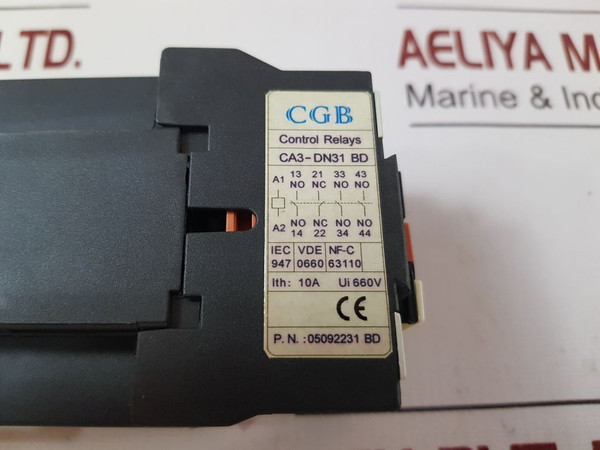 LTD.
AELIYA M
Marine & Ind
CGB
Control Relays
CA3-DN31 BD
13 21 33 43
A1 NO NC NO NO
A2 NO NC NO NO
14 22 34 44
IEC VDE NF-C
947 0660 63110
Ith: 10A Ui 660V
CE
P.N.:05092231 BD